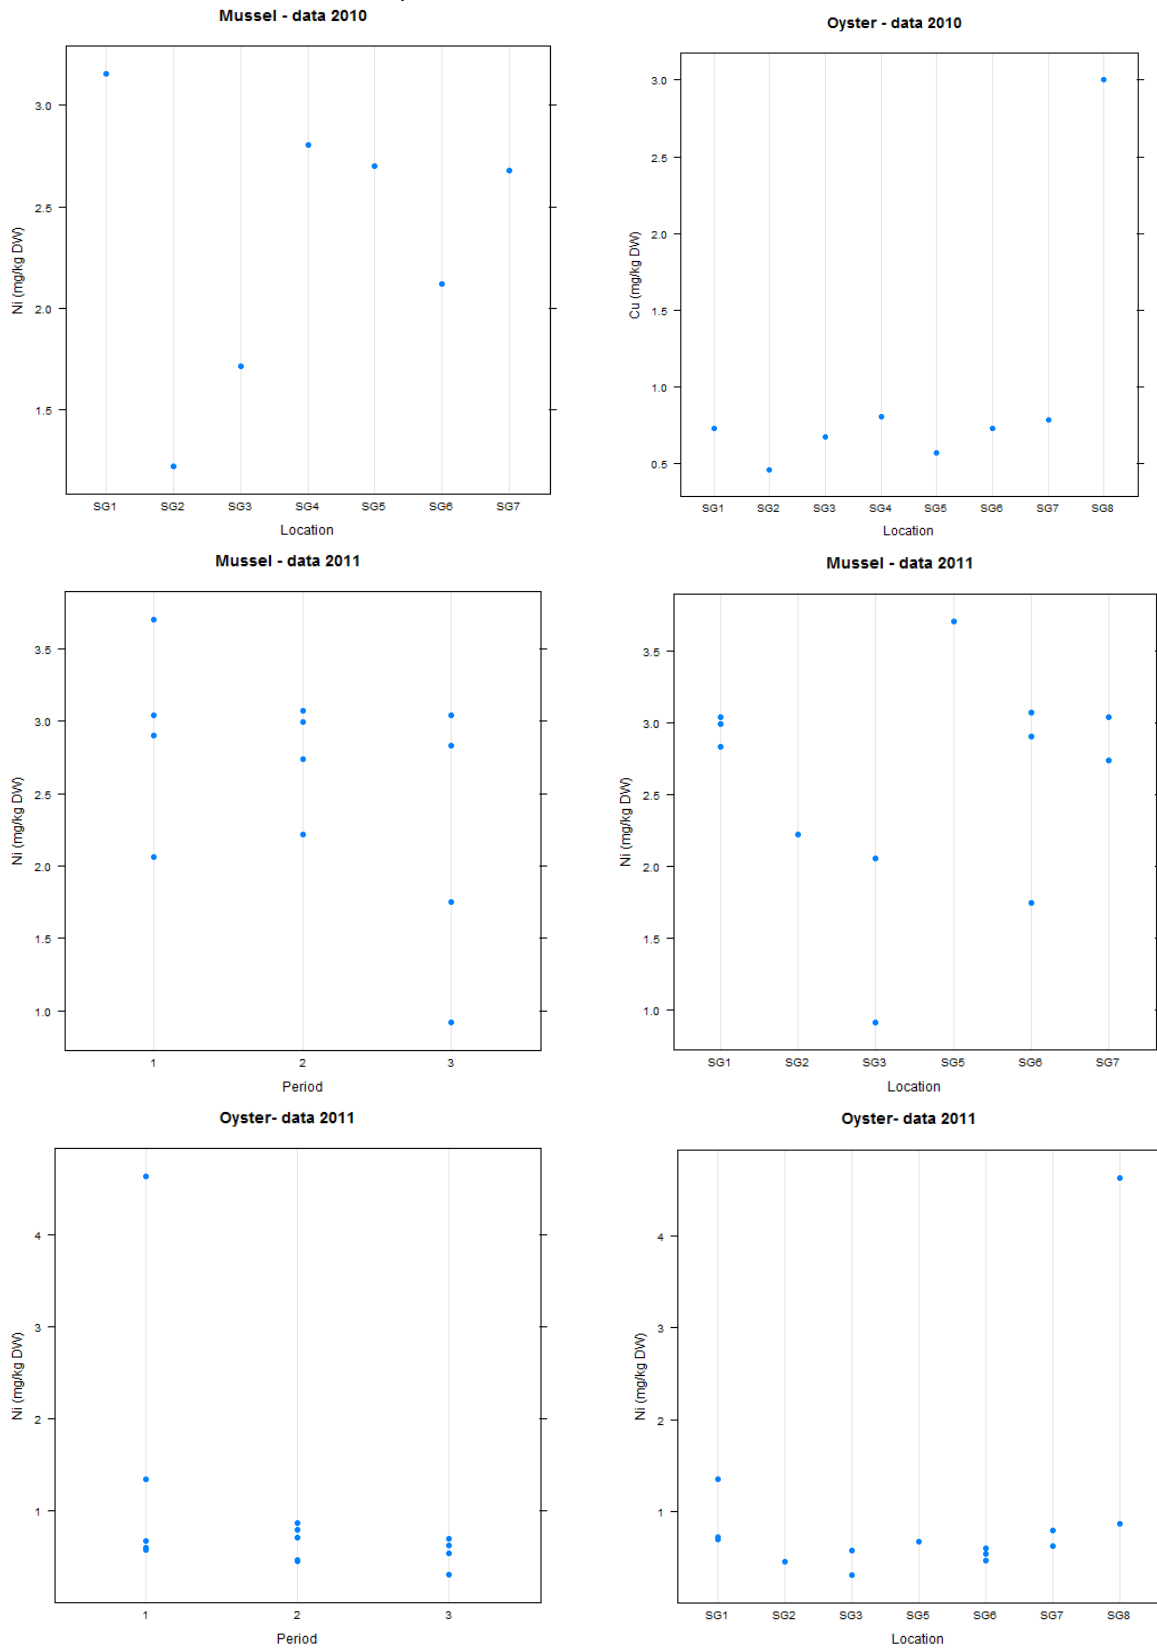 Mussel - data 2010
Ni (mg/kg DW)
3.0
2.5
2.0
1.5
SG1 SG2 SG3 SG4 SG5 SG6 SG7
Location
Oyster - data 2010
Cu (mg/kg DW)
3.0
2.5
2.0
1.5
1.0
0.5
SG1 SG2 SG3 SG4 SG5 SG6 SG7 SG8
Location
Mussel - data 2011
Ni (mg/kg DW)
3.5
3.0
2.5
2.0
1.5
1.0
1 2 3
Period
Mussel - data 2011
Ni (mg/kg DW)
3.5
3.0
2.5
2.0
1.5
1.0
SG1 SG2 SG3 SG5 SG6 SG7
Location
Oyster- data 2011
Ni (mg/kg DW)
4
3
2
1
1 2 3
Period
Oyster- data 2011
Ni (mg/kg DW)
4
3
2
1
SG1 SG2 SG3 SG5 SG6 SG7 SG8
Location